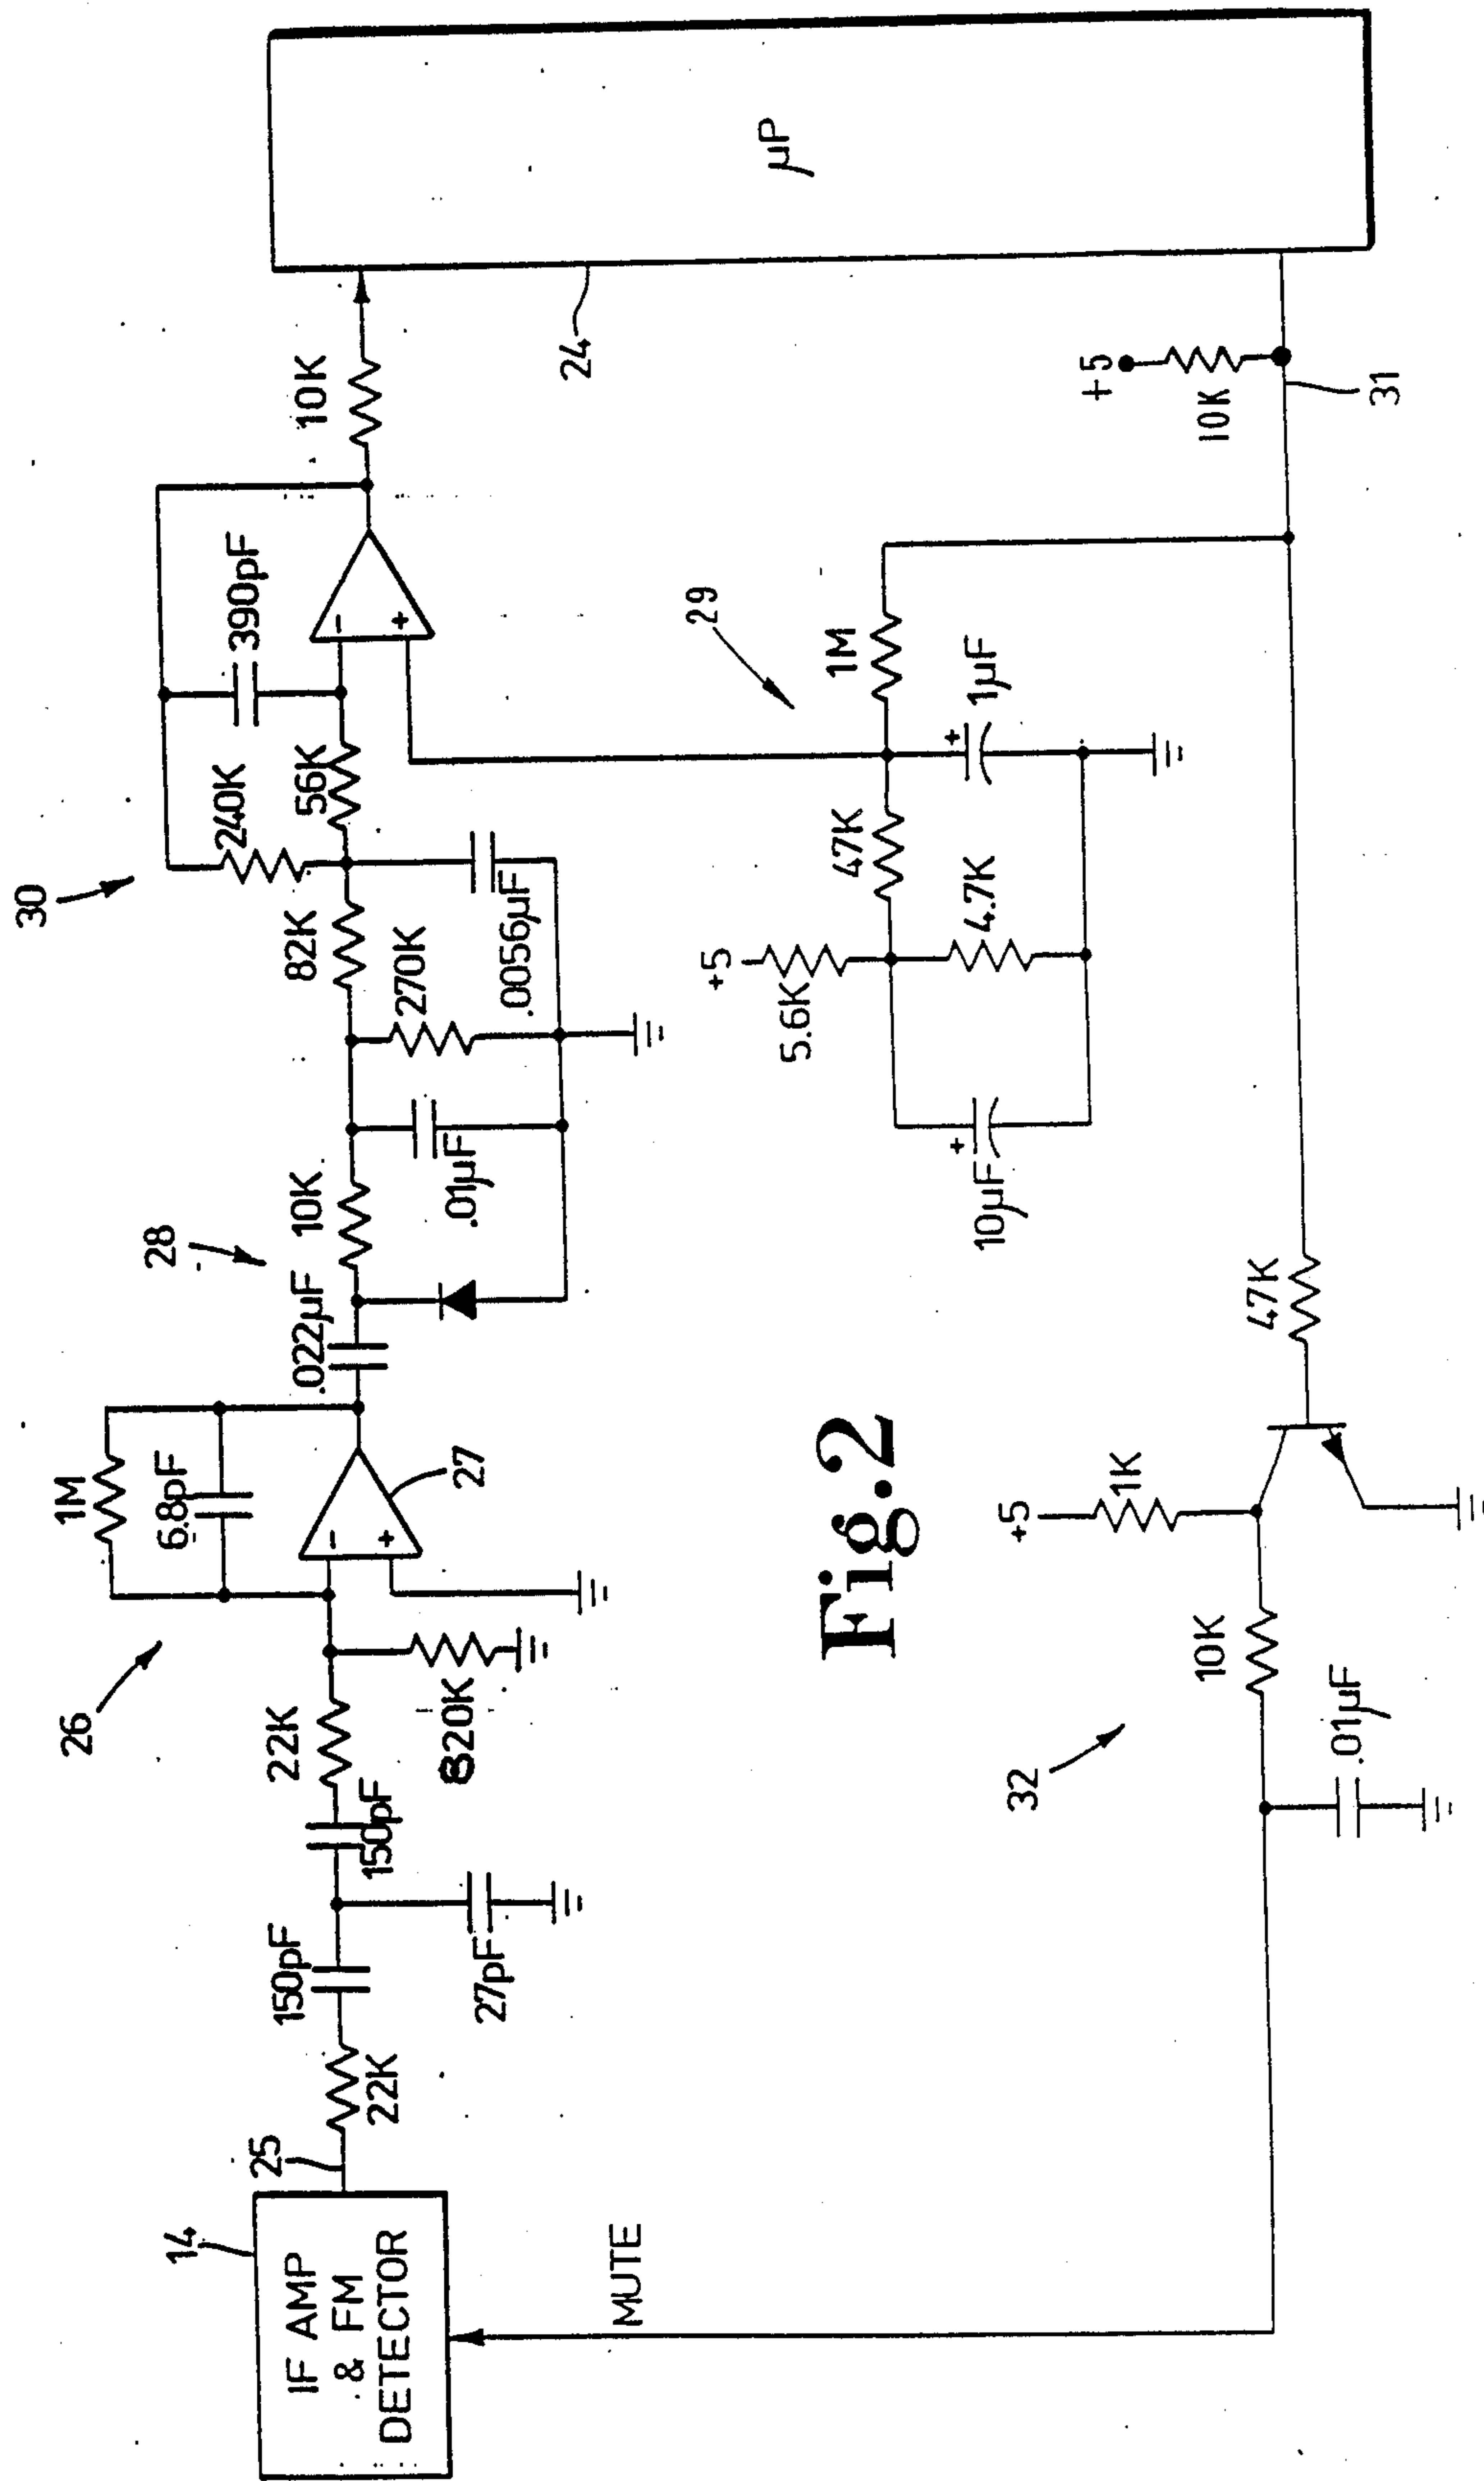 14
IF AMP
& FM
DETECTOR
25
22K
150pF
27pF
150pF
22K
820K
26
1M
6.8pF
27
.022µF
28
10K
.01µF
270K
82K
.0056µF
30
240K
56K
390pF
10K
µP
24
29
+5
5.6K
10µF
+
47K
4.7K
1M
1µF
+
+5
10K
31
47K
+5
1K
10K
.01µF
32
MUTE
-
+
-
+
Fig.2